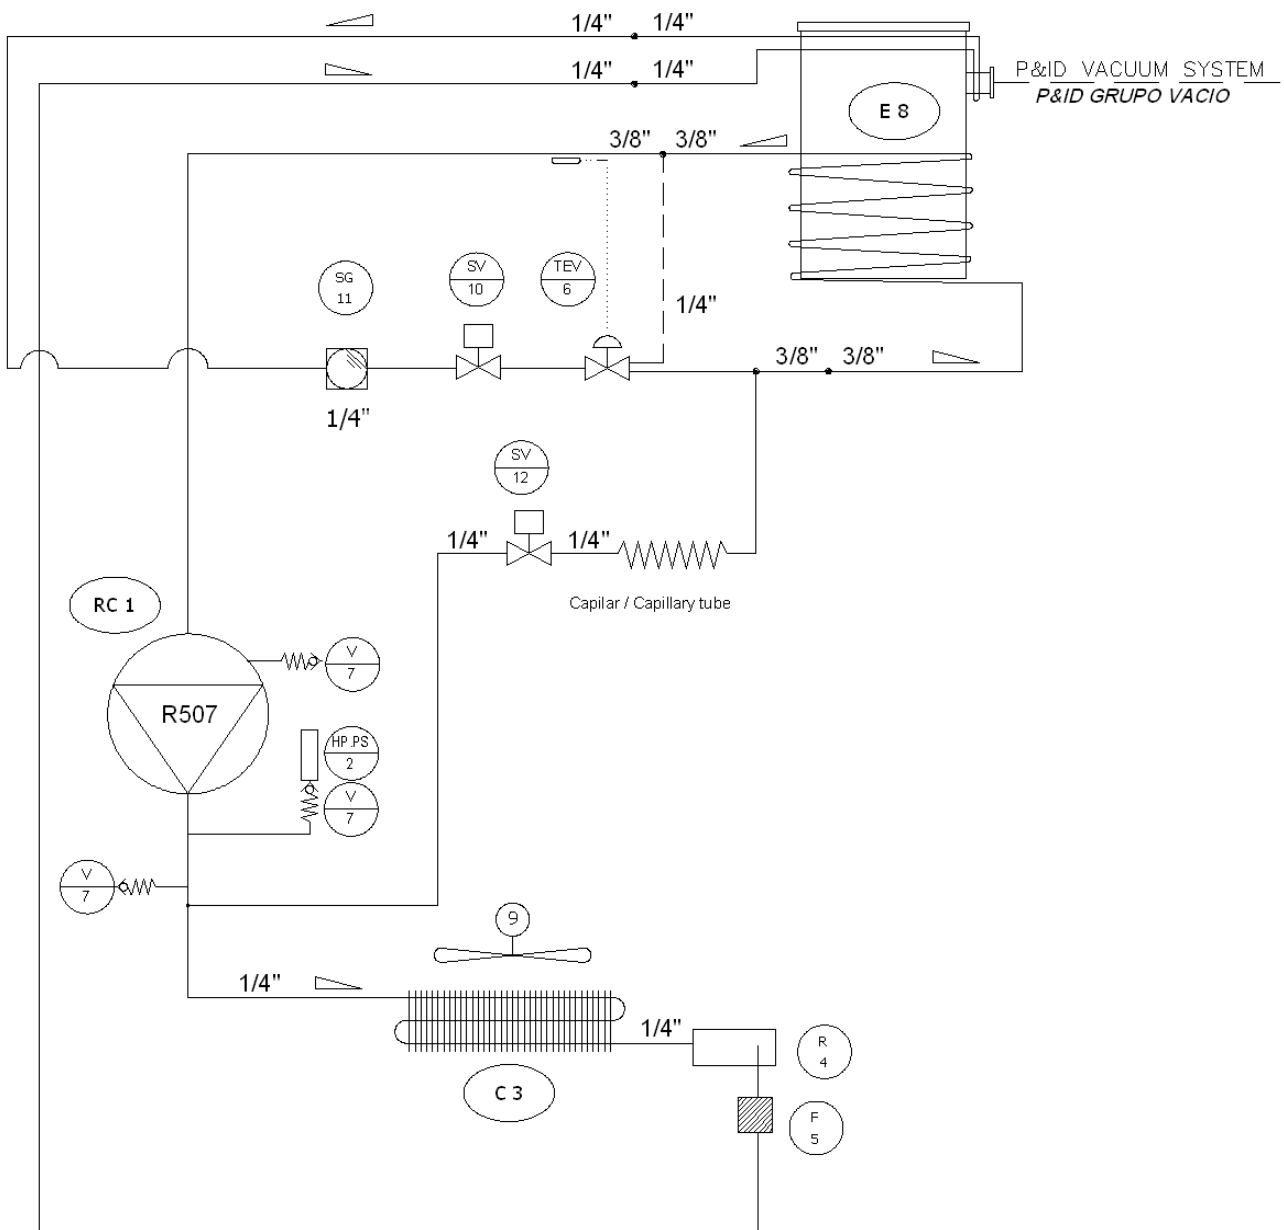 1/4" 1/4"
1/4" 1/4"
P&ID VACUUM SYSTEM
P&ID GRUPO VACIO
E 8
3/8" 3/8"
SG
11
SV
10
TEV
6
1/4"
3/8" 3/8"
1/4"
SV
12
1/4" 1/4"
Capilar / Capillary tube
RC 1
V
7
R507
HP.PS
2
V
7
V
7
9
1/4"
1/4"
R
4
C 3
F
5